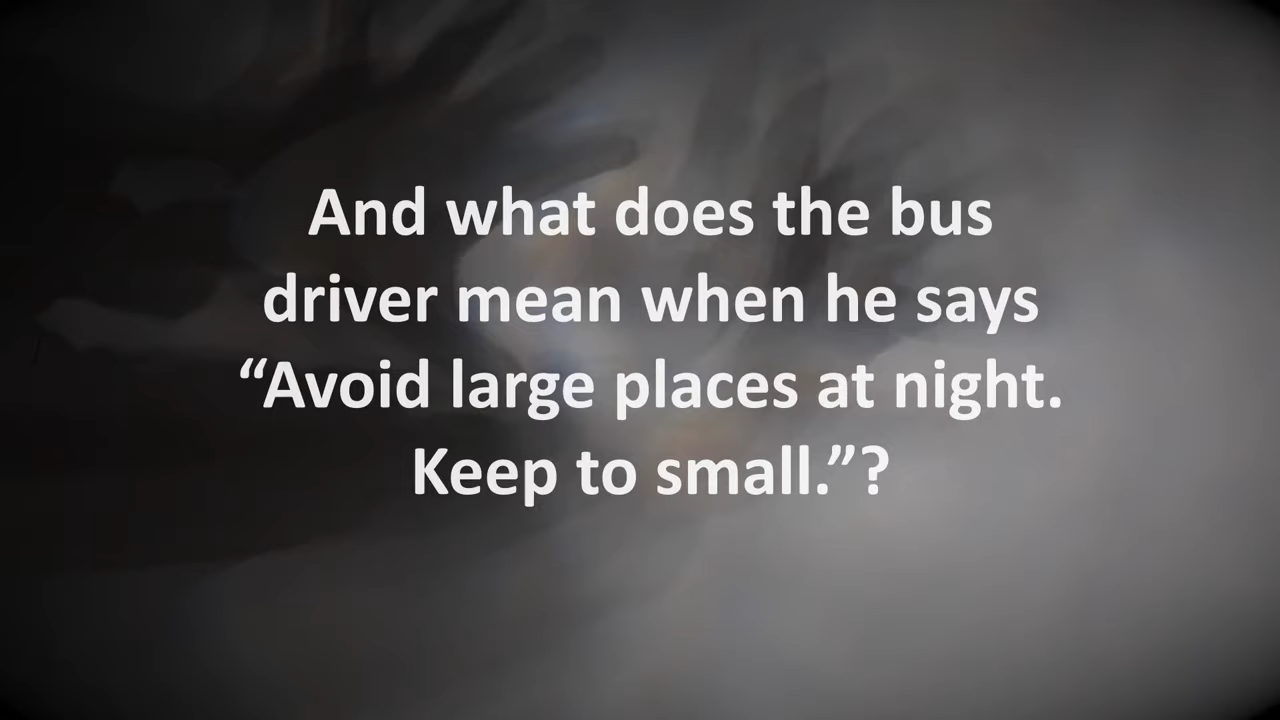 And what does the bus
driver mean when he says
“Avoid large places at night.
Keep to small.”?